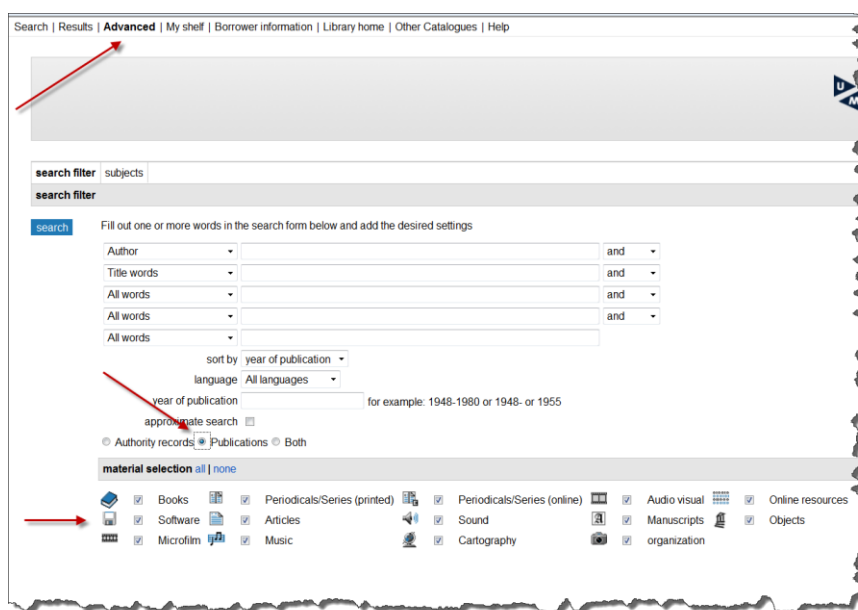 Search | Results | Advanced | My shelf | Borrower information | Library home | Other Catalogues | Help
U
M
search filter subjects
search filter
search Fill out one or more words in the search form below and add the desired settings
Author and
Title words and
All words and
All words and
All words
sort by year of publication
language All languages
year of publication for example: 1948-1980 or 1948- or 1955
approximate search
Authority records Publications Both
material selection all | none
Books Periodicals/Series (printed) Periodicals/Series (online) Audio visual Online resources
Software Articles Sound a Manuscripts Objects
Microfilm Music Cartography organization